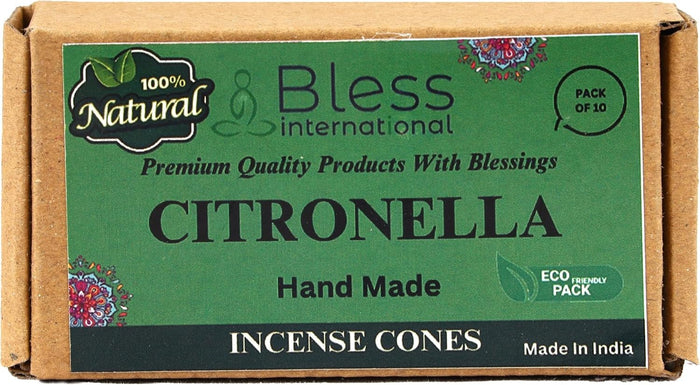 100%
Natural
Bless
international
PACK
OF 10
Premium Quality Products With Blessings
CITRONELLA
Hand Made
ECO FRIENDLY
PACK
INCENSE CONES
Made In India